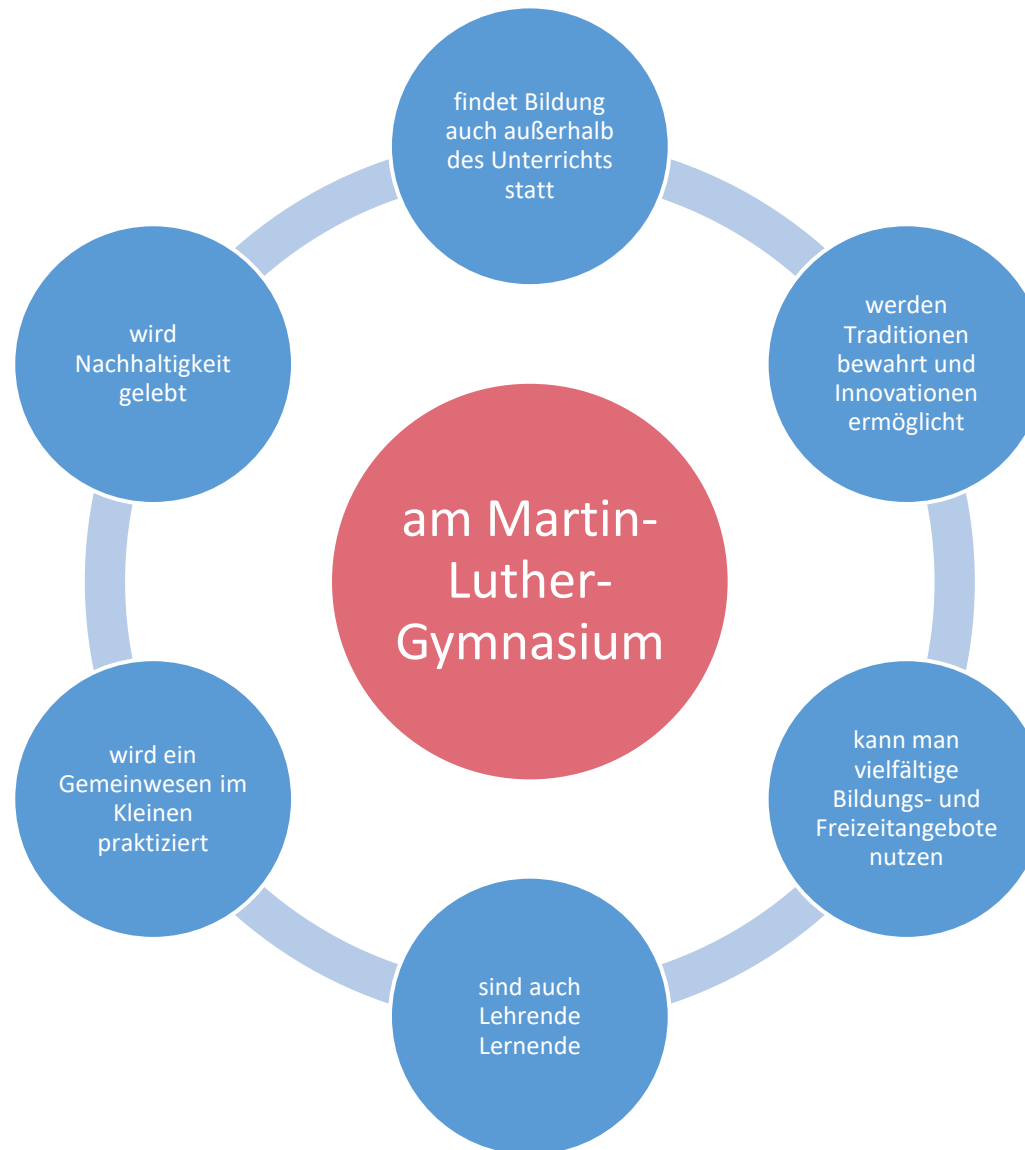 findet Bildung
auch außerhalb
des Unterrichts
statt
werden
Traditionen
bewahrt und
Innovationen
ermöglicht
kann man
vielfältige
Bildungs- und
Freizeitangebote
nutzen
sind auch
Lehrende
Lernende
wird ein
Gemeinwesen im
Kleinen
praktiziert
wird
Nachhaltigkeit
gelebt
am Martin-
Luther-
Gymnasium